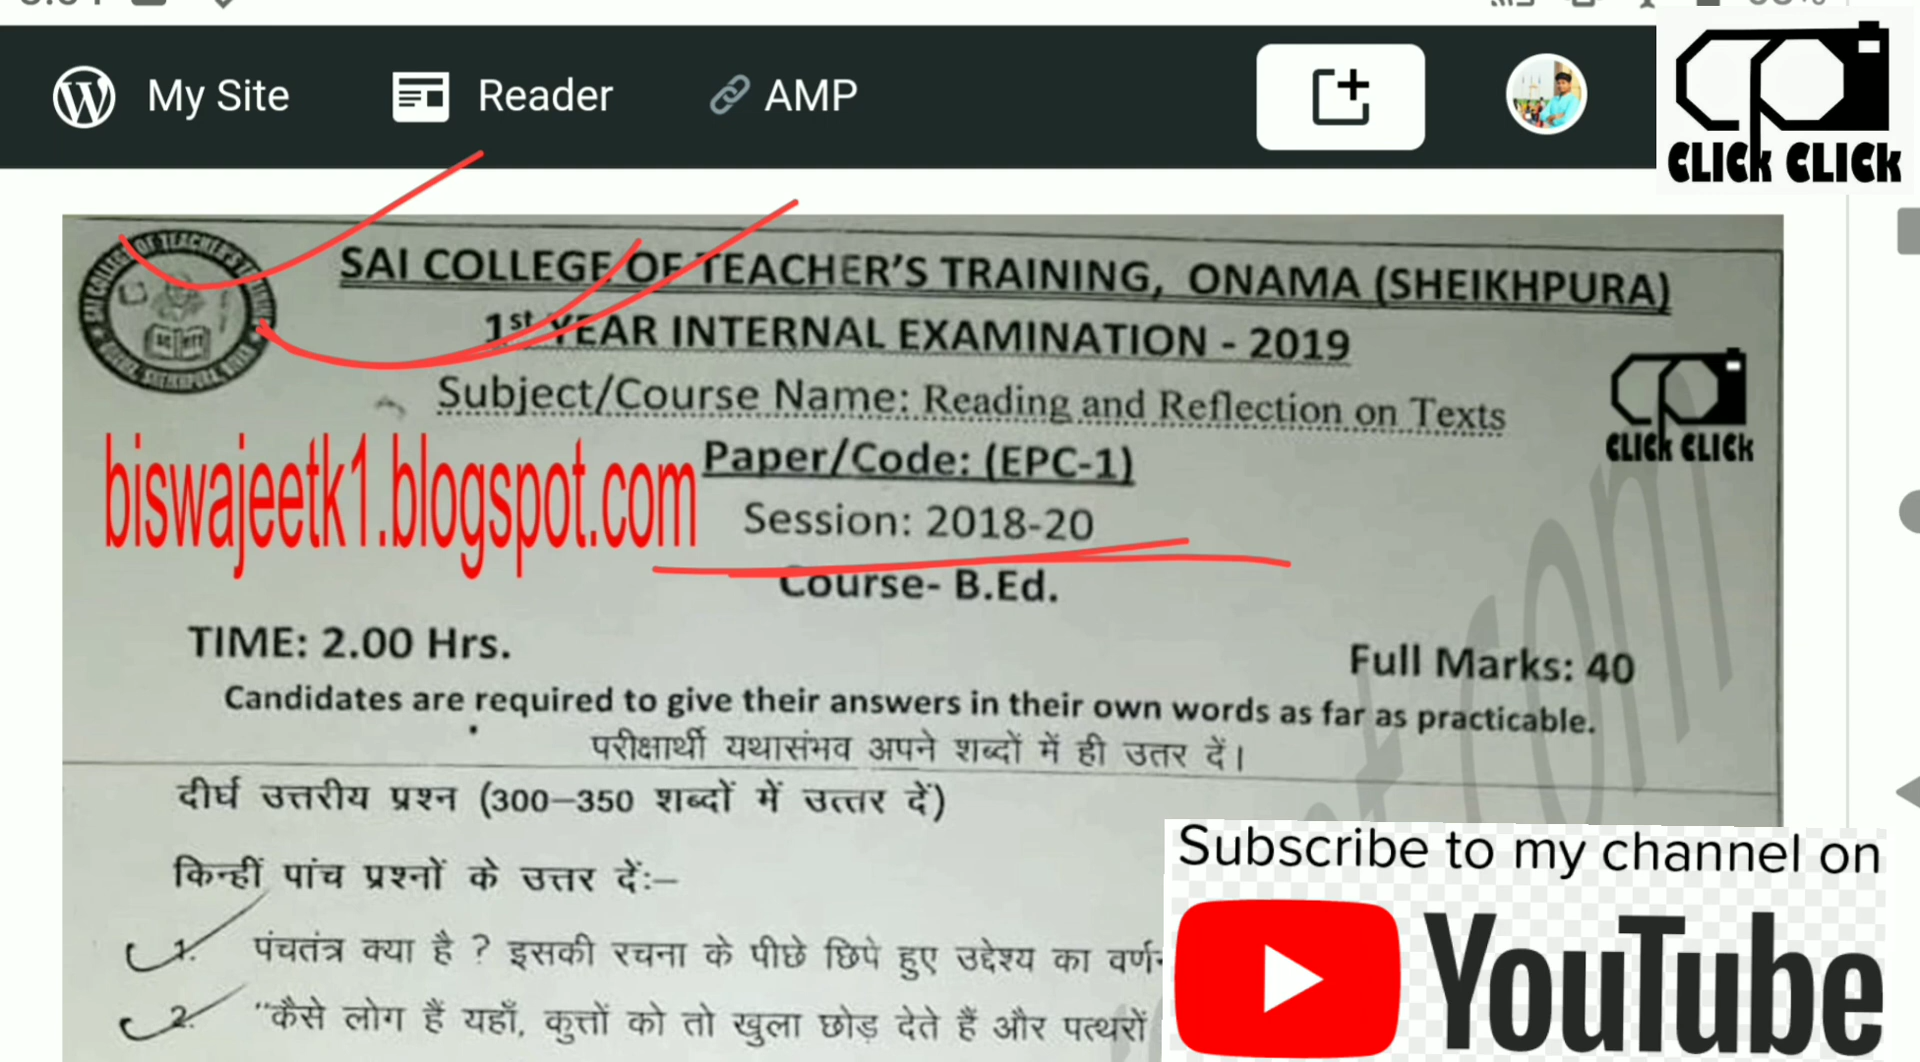 My Site
Reader
AMP
CLICK CLICK
SAI COLLEGE OF TEACHER'S TRAINING, ONAMA (SHEIKHPURA)
1st YEAR INTERNAL EXAMINATION - 2019
Subject/Course Name: Reading and Reflection on Texts
CLICK CLICK
biswajeetk1.blogspot.com
Paper/Code: (EPC-1)
Session: 2018-20
Course- B.Ed.
TIME: 2.00 Hrs.
Full Marks: 40
Candidates are required to give their answers in their own words as far as practicable.
परीक्षार्थी यथासंभव अपने शब्दों में ही उतर दें।
दीर्घ उत्तरीय प्रश्न (300–350 शब्दों में उत्तर दें)
किन्हीं पांच प्रश्नों के उत्तर दें:–
1. पंचतंत्र क्या है ? इसकी रचना के पीछे छिपे हुए उद्देश्य का
2. "कैसे लोग हैं यहाँ, कुत्तों को तो खुला छोड़ देते हैं और पत्थरों
Subscribe to my channel on
YouTube